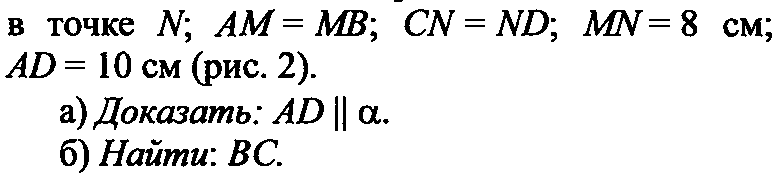 в точке N; AM = MB; CN = ND; MN = 8 см;
AD = 10 см (рис. 2).
а) Доказать: AD || α.
б) Найти: BC.